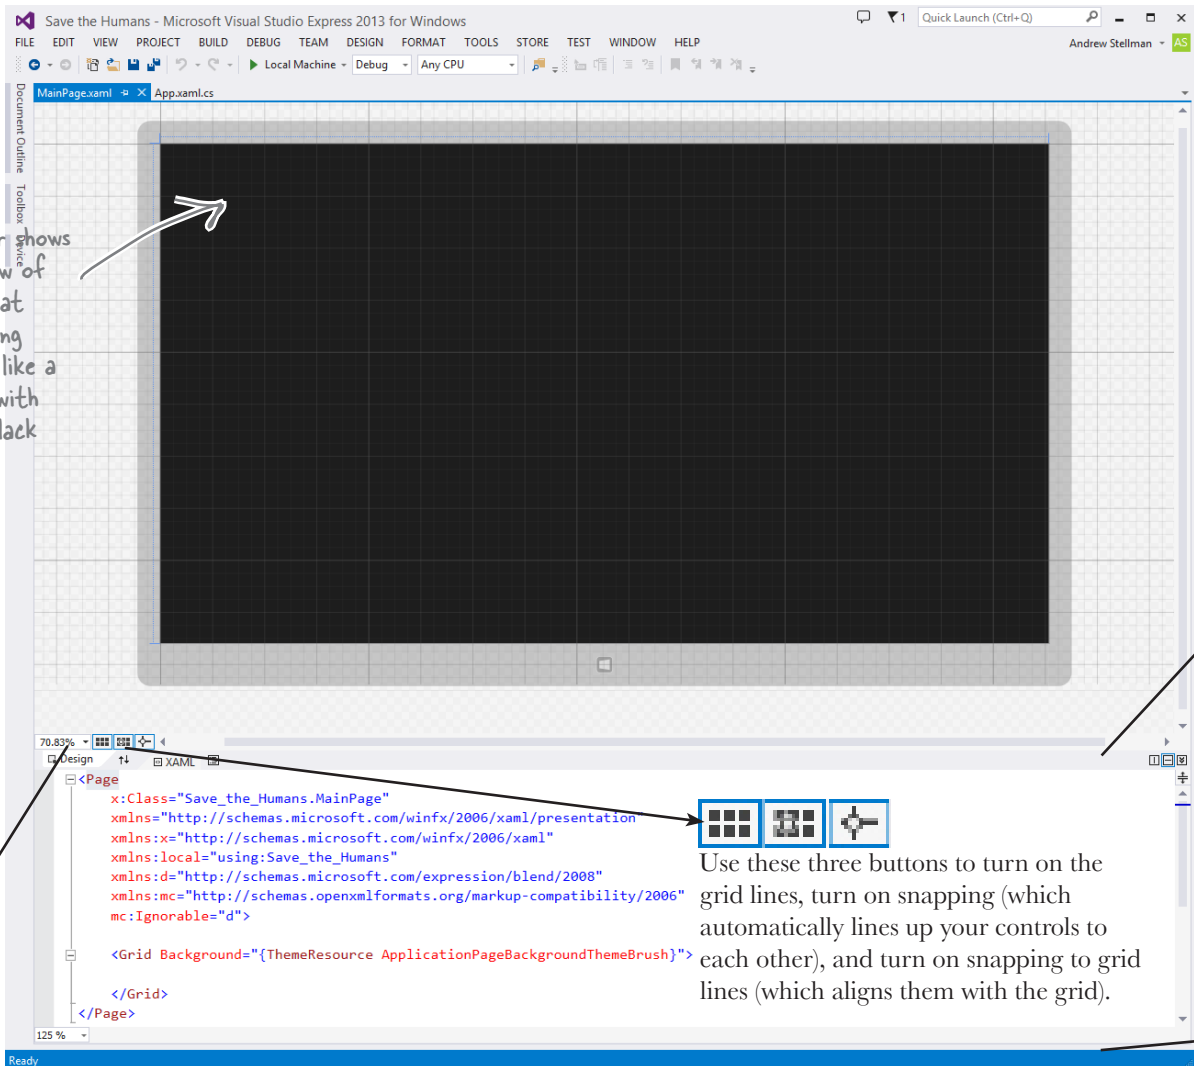 Save the Humans - Microsoft Visual Studio Express 2013 for Windows
1
Quick Launch (Ctrl+Q)
FILE EDIT VIEW PROJECT BUILD DEBUG TEAM DESIGN FORMAT TOOLS STORE TEST WINDOW HELP
Andrew Stellman AS
Local Machine Debug Any CPU
MainPage.xaml App.xaml.cs
Document Outline
Toolbox
Device
shows
of
at
ng
like a
with
lack
70.83%
Design XAML
<Page
x:Class="Save_the_Humans.MainPage"
xmlns="http://schemas.microsoft.com/winfx/2006/xaml/presentation"
xmlns:x="http://schemas.microsoft.com/winfx/2006/xaml"
xmlns:local="using:Save_the_Humans"
xmlns:d="http://schemas.microsoft.com/expression/blend/2008"
xmlns:mc="http://schemas.openxmlformats.org/markup-compatibility/2006"
mc:Ignorable="d">
<Grid Background="{ThemeResource ApplicationPageBackgroundThemeBrush}">
</Grid>
</Page>
Use these three buttons to turn on the
grid lines, turn on snapping (which
automatically lines up your controls to
each other), and turn on snapping to grid
lines (which aligns them with the grid).
125 %
Ready